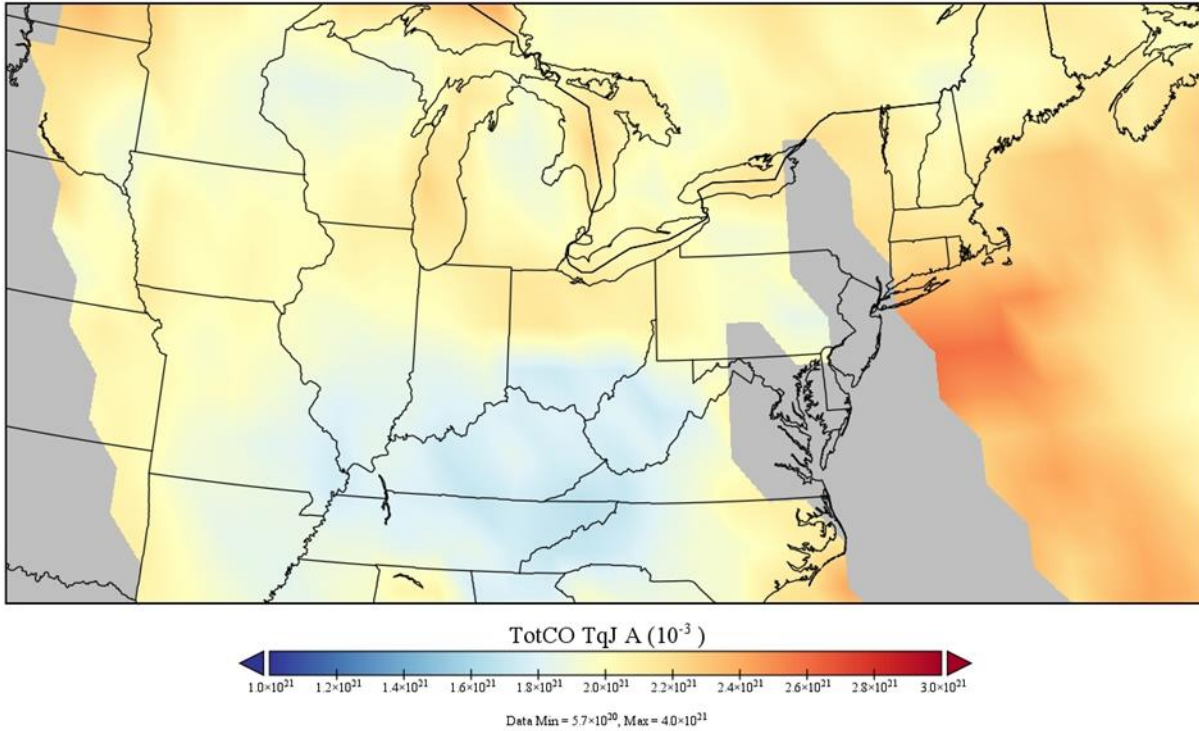 TotCO TqJ A (10⁻³ )
1.0×10²¹ 1.2×10²¹ 1.4×10²¹ 1.6×10²¹ 1.8×10²¹ 2.0×10²¹ 2.2×10²¹ 2.4×10²¹ 2.6×10²¹ 2.8×10²¹ 3.0×10²¹
Data Min = 5.7×10²⁰, Max = 4.0×10²¹